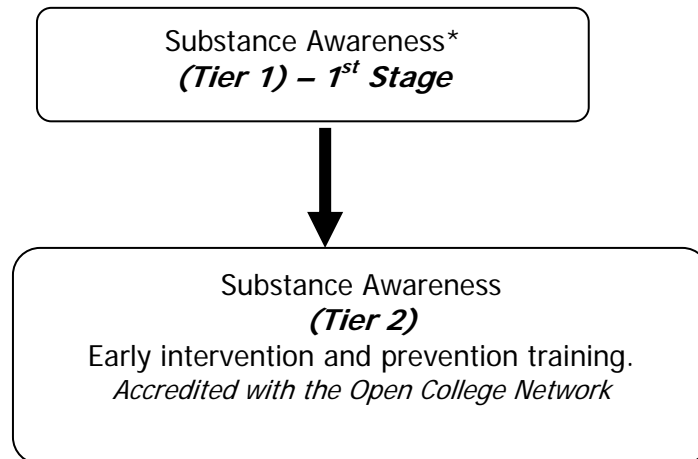 Substance Awareness*
(Tier 1) – 1st Stage
Substance Awareness
(Tier 2)
Early intervention and prevention training.
Accredited with the Open College Network